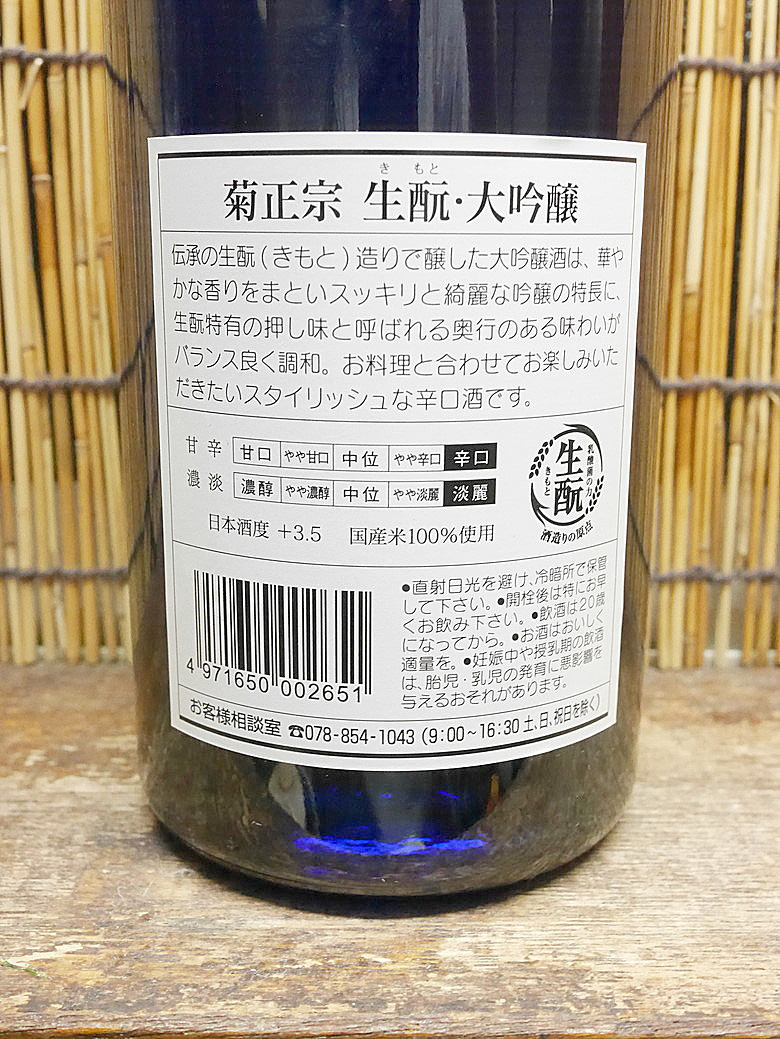 き もと
菊正宗 生酛・大吟醸
伝承の生酛(きもと)造りで醸した大吟醸酒は、華や
かな香りをまといスッキリと綺麗な吟醸の特長に、
生酛特有の押し味と呼ばれる奥行のある味わいが
バランス良く調和。お料理と合わせてお楽しみいた
だきたいスタイリッシュな辛口酒です。
甘 辛 甘口 やや甘口 中位 やや辛口 辛口
濃 淡 濃醇 やや濃醇 中位 やや淡麗 淡麗
日本酒度 +3.5 国産米100%使用
乳酸菌の力
生酛
きもと
酒造りの原点
4 971650 002651
●直射日光を避け、冷暗所で保管
して下さい。●開栓後は特にお早
くお飲み下さい。●飲酒は20歳
になってから。●お酒はおいしく
適量を。●妊娠中や授乳期の飲酒
は、胎児・乳児の発育に悪影響を
与えるおそれがあります。
お客様相談室 ☎078-854-1043 (9:00~16:30 土、日、祝日を除く)